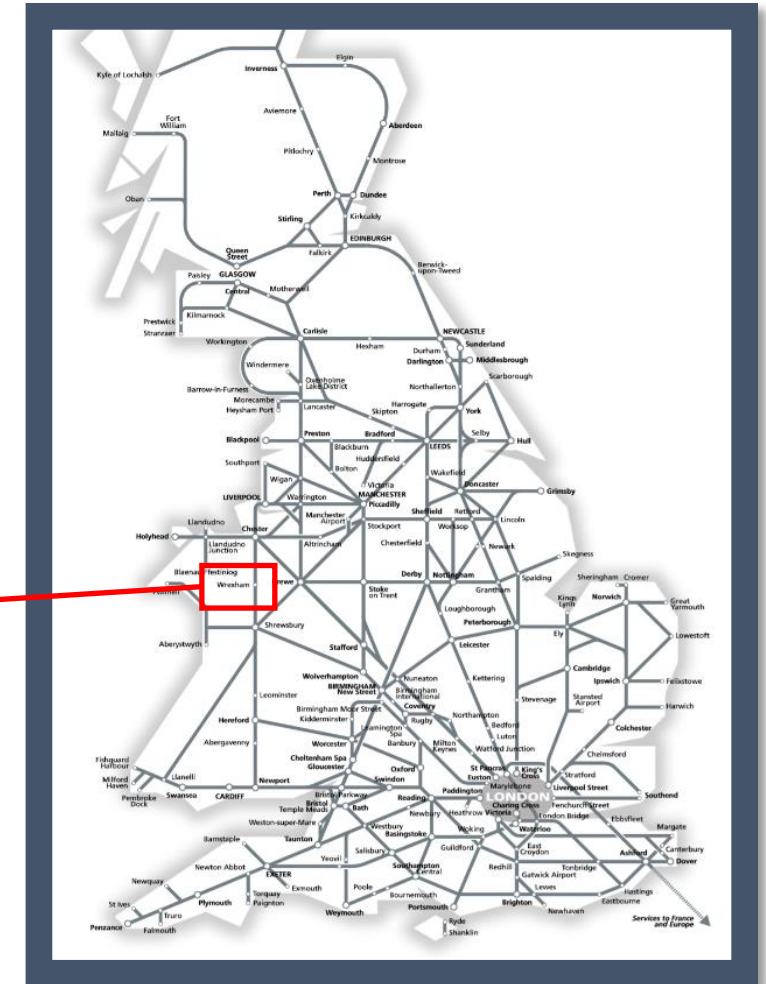 Elgin
Inverness
Kyle of Lochalsh
Aviemore
Fort
William
Mallaig
Aberdeen
Pitlochry
Montrose
Perth
Dundee
Oban
Stirling
Kirkcaldy
EDINBURGH
Queen
Street
Falkirk
Berwick-
upon-Tweed
Paisley
GLASGOW
Central
Motherwell
Kilmarnock
Prestwick
Stranraer
Carlisle
NEWCASTLE
Workington
Hexham
Sunderland
Durham
Darlington
Middlesbrough
Windermere
Scarborough
Oxenholme
Lake District
Northallerton
Barrow-in-Furness
Morecambe
Heysham Port
Lancaster
Harrogate
Skipton
York
Blackpool
Preston
Bradford
Selby
Blackburn
LEEDS
Hull
Huddersfield
Southport
Bolton
Wakefield
Wigan
Victoria
Doncaster
LIVERPOOL
Warrington
MANCHESTER
Piccadilly
Grimsby
Manchester
Airport
Sheffield
Retford
Llandudno
Stockport
Worksop
Lincoln
Holyhead
Chester
Llandudno
Junction
Altrincham
Chesterfield
Newark
Skegness
Blaenau Ffestiniog
Wrexham
Stoke
on Trent
Derby
Nottingham
Grantham
Spalding
Sheringham
Cromer
Kings
Lynn
Norwich
Great
Yarmouth
Loughborough
Peterborough
Shrewsbury
Ely
Lowestoft
Aberystwyth
Stafford
Leicester
Wolverhampton
Nuneaton
Cambridge
BIRMINGHAM
New Street
Birmingham
International
Kettering
Ipswich
Felixstowe
Leominster
Stevenage
Stansted
Airport
Birmingham Moor Street
Coventry
Harwich
Kidderminster
Rugby
Northampton
Hereford
Leamington
Spa
Bedford
Colchester
Worcester
Banbury
Milton
Keynes
Luton
Abergavenny
Watford Junction
Chelmsford
Cheltenham Spa
Gloucester
Fishguard
Harbour
Oxford
St Pancras
King's
Cross
Euston
Stratford
Llanelli
Newport
Swindon
Marylebone
Milford
Haven
Paddington
Liverpool Street
Pembroke
Dock
Swansea
CARDIFF
Bristol Parkway
Reading
LONDON
Southend
Bristol
Temple Meads
Bath
Charing Cross
Fenchurch Street
Newbury
Heathrow
Victoria
London Bridge
Ebbsfleet
Weston-super-Mare
Westbury
Basingstoke
Woking
Waterloo
Margate
Barnstaple
Taunton
Salisbury
Guildford
East
Croydon
Canterbury
Yeovil
Ashford
Dover
Newton Abbot
EXETER
Southampton
Central
Redhill
Tonbridge
Gatwick Airport
Newquay
Exmouth
Poole
Lewes
Hastings
Torquay
Paignton
Bournemouth
Eastbourne
St Ives
Plymouth
Portsmouth
Brighton
Truro
Weymouth
Newhaven
Penzance
Falmouth
Ryde
Shanklin
Services to France
and Europe